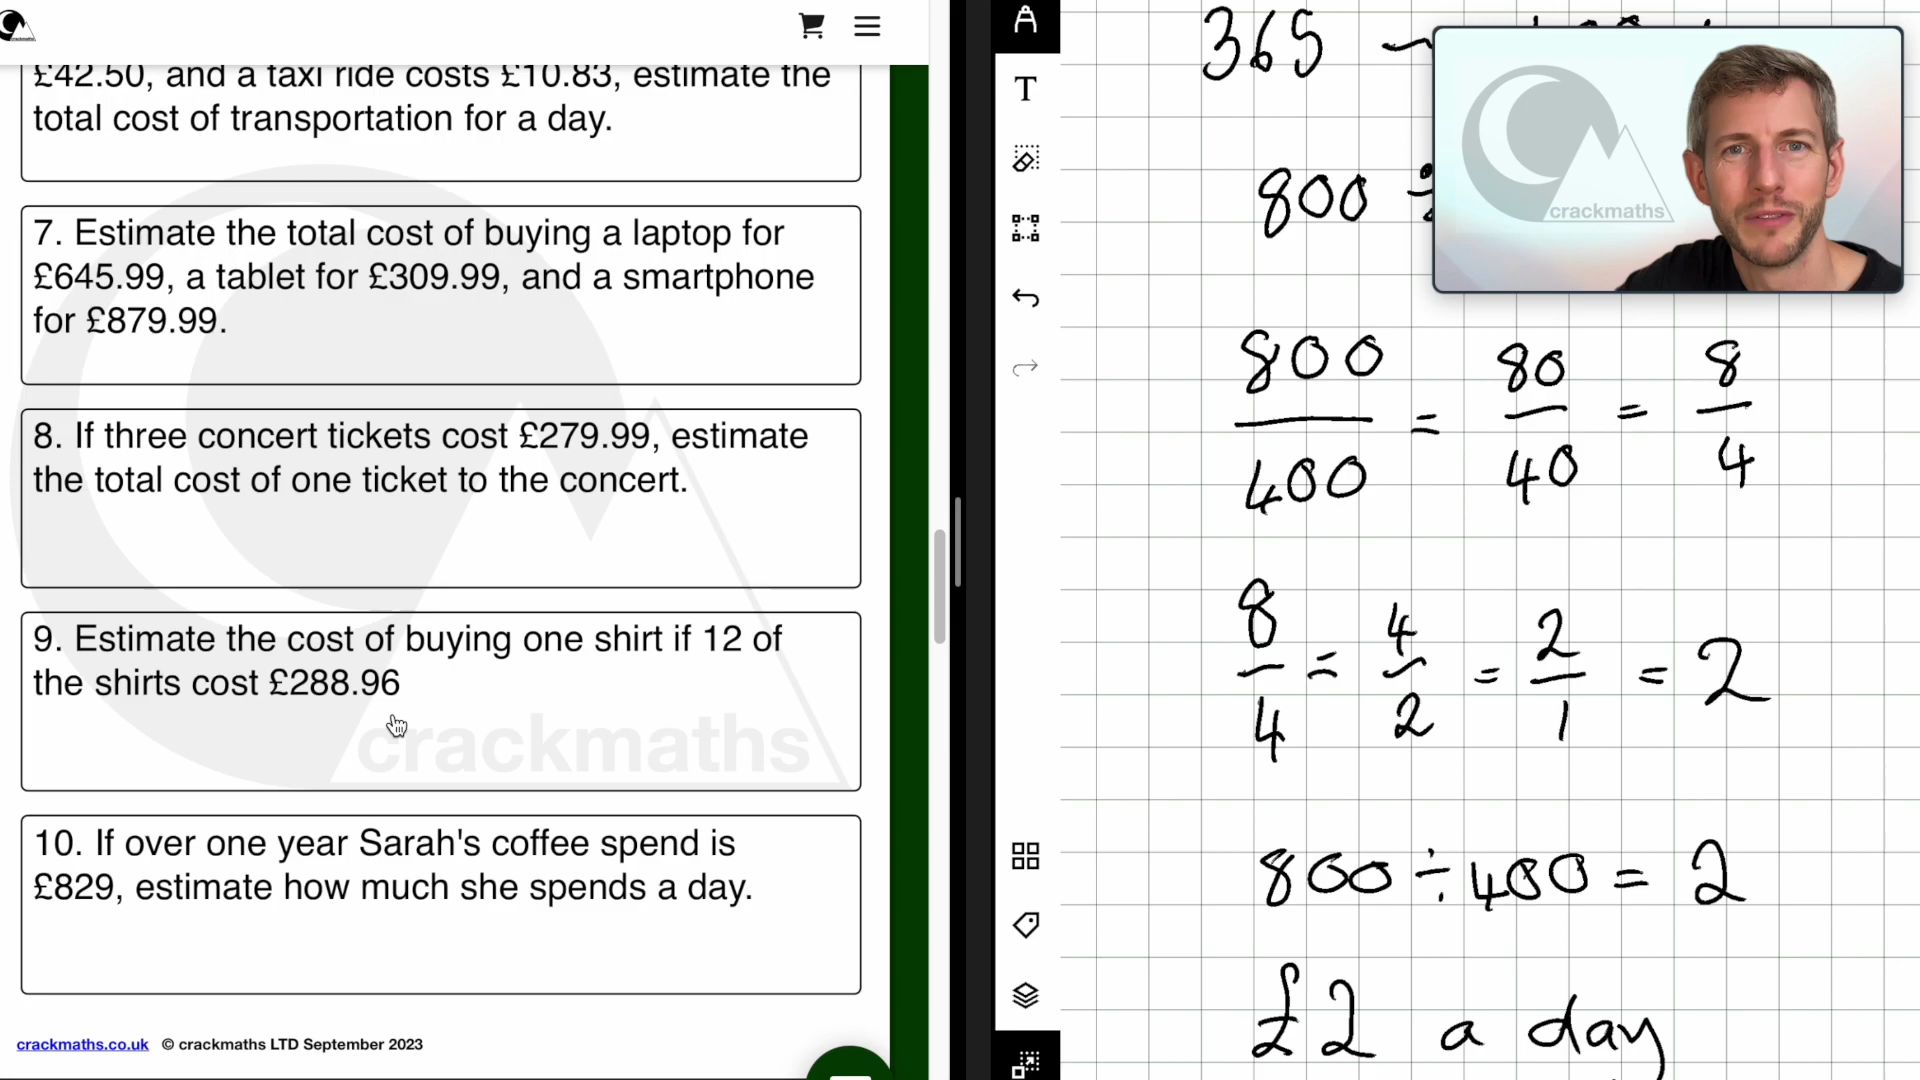 £42.50, and a taxi ride costs £10.83, estimate the
total cost of transportation for a day.
7. Estimate the total cost of buying a laptop for
£645.99, a tablet for £309.99, and a smartphone
for £879.99.
8. If three concert tickets cost £279.99, estimate
the total cost of one ticket to the concert.
9. Estimate the cost of buying one shirt if 12 of
the shirts cost £288.96
crackmaths
10. If over one year Sarah's coffee spend is
£829, estimate how much she spends a day.
crackmaths.co.uk © crackmaths LTD September 2023
T
365 ~
crackmaths
800 ÷
800/400 = 80/40 = 8/4
8/4 = 4/2 = 2/1 = 2
800 ÷ 400 = 2
£2 a day